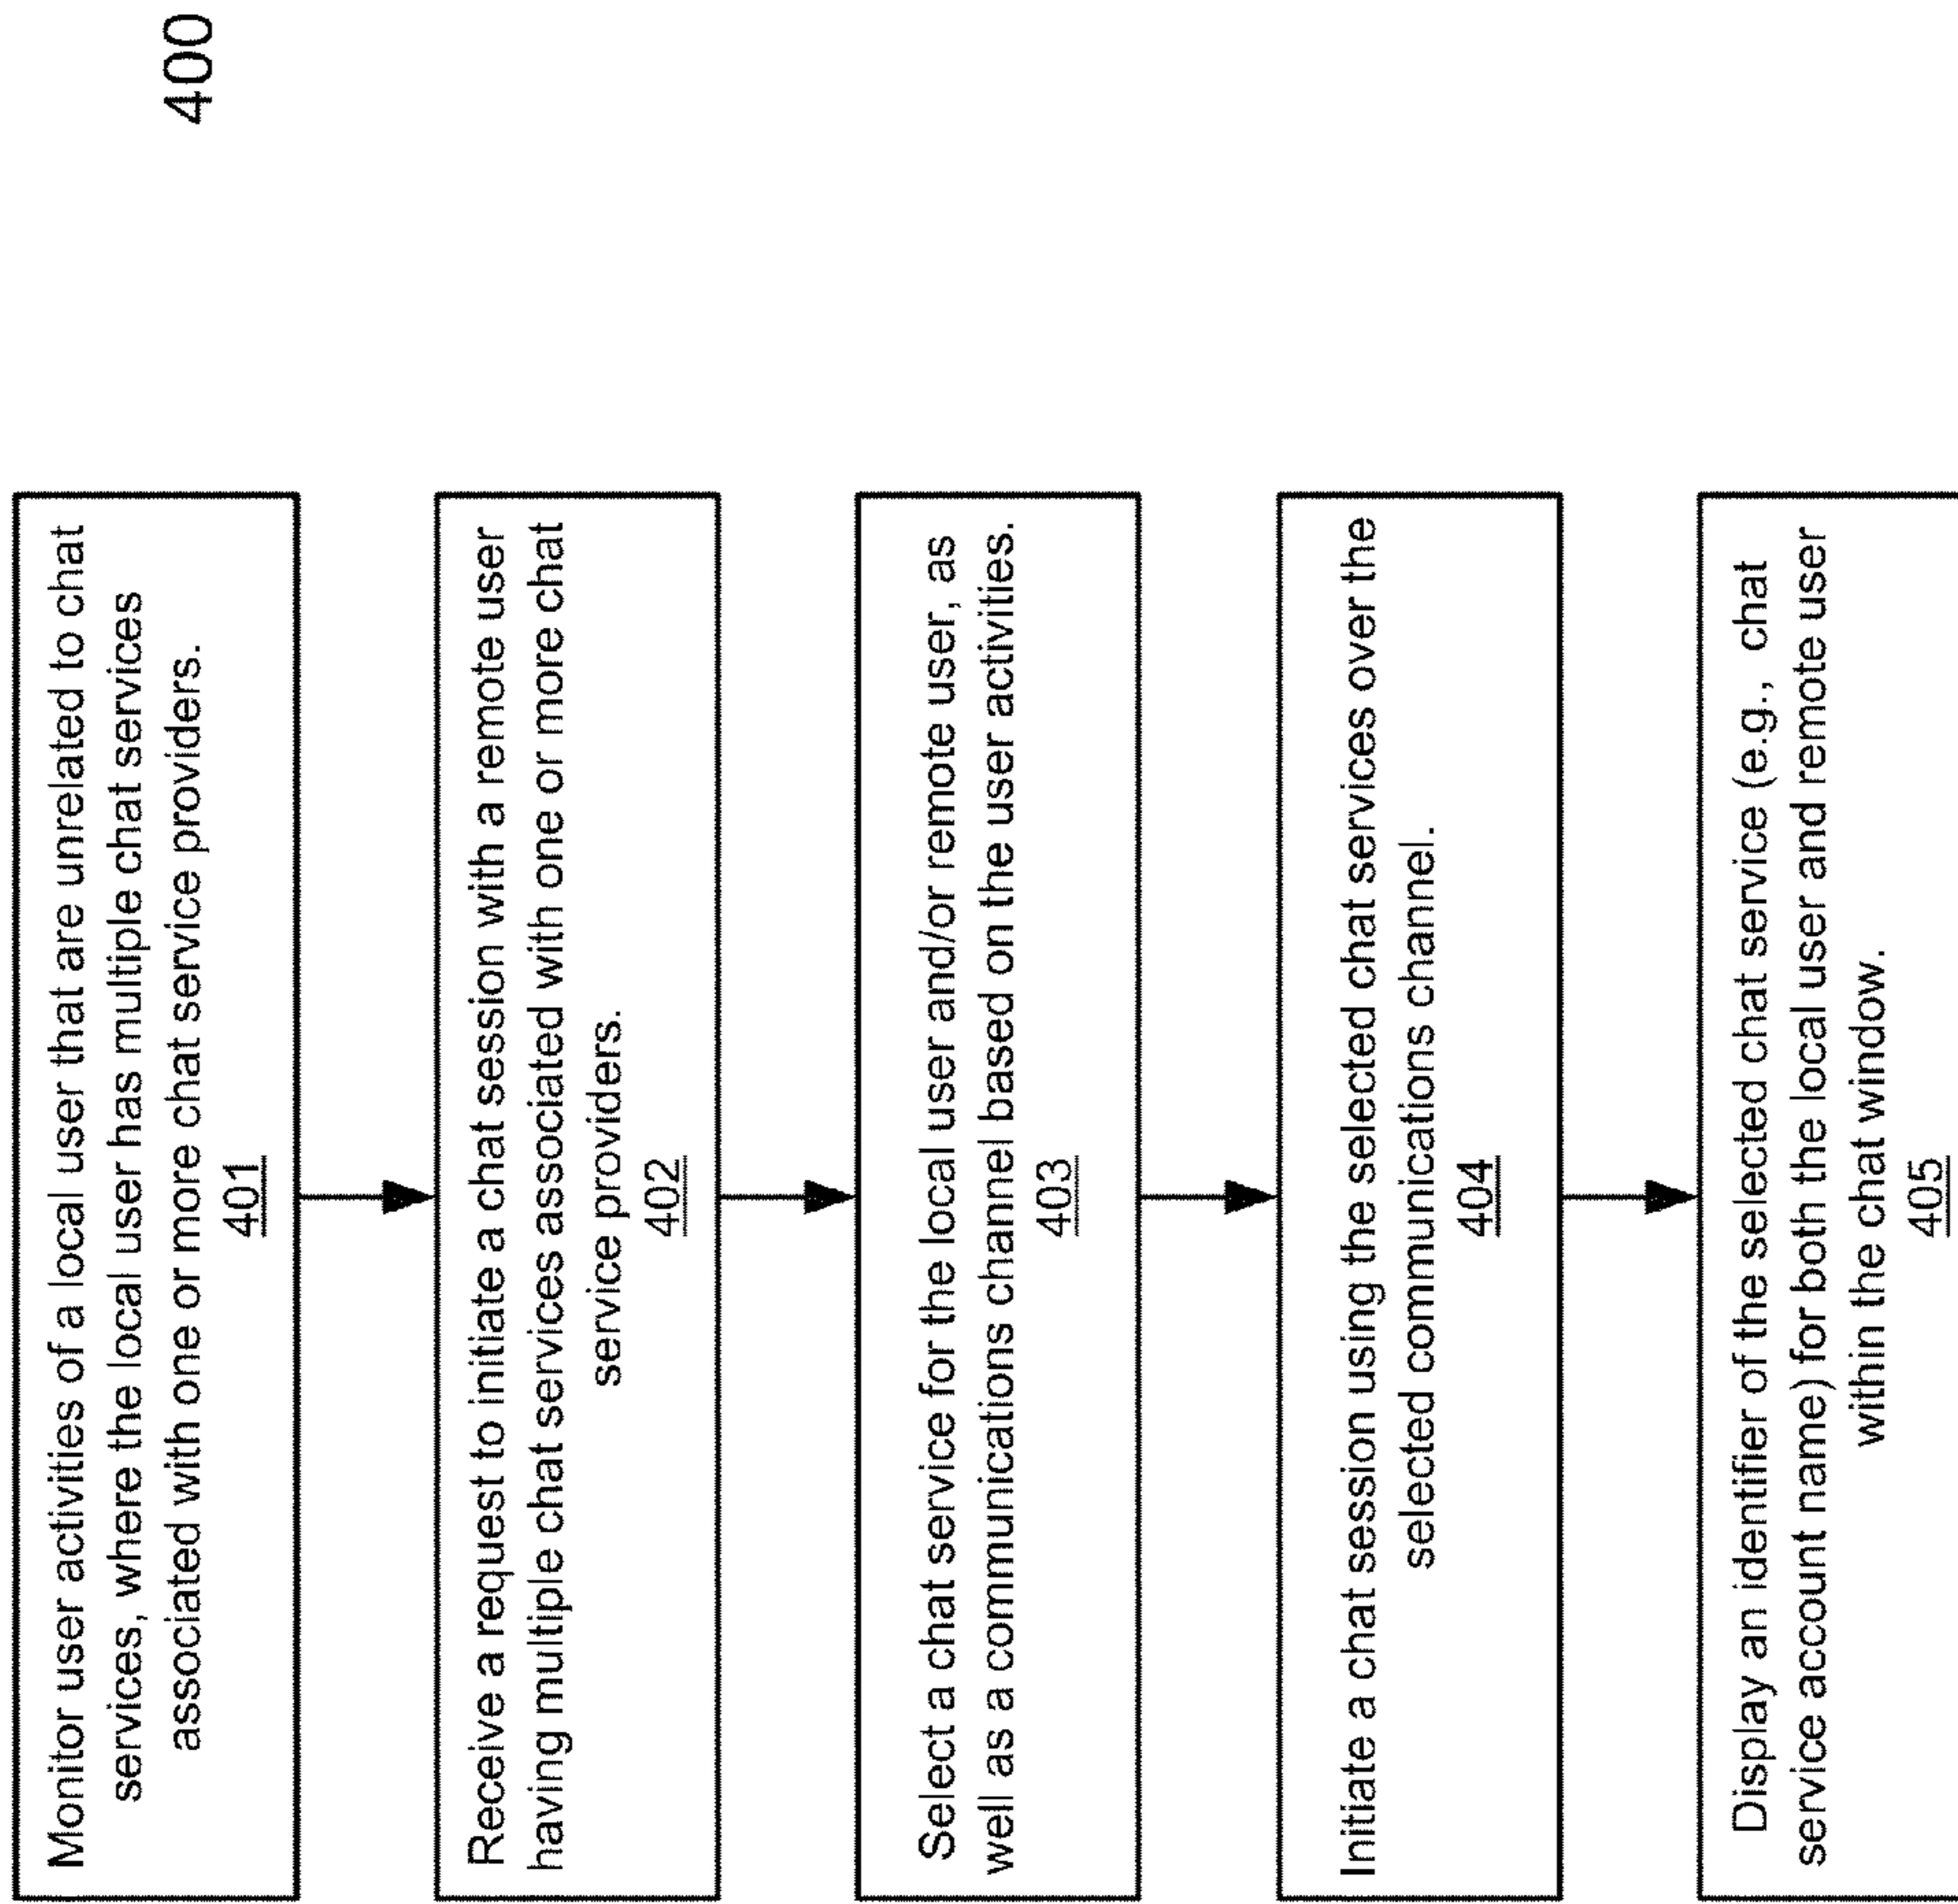 400
Monitor user activities of a local user that are unrelated to chat
services, where the local user has multiple chat services
associated with one or more chat service providers.
401
Receive a request to initiate a chat session with a remote user
having multiple chat services associated with one or more chat
service providers.
402
Select a chat service for the local user and/or remote user, as
well as a communications channel based on the user activities.
403
Initiate a chat session using the selected chat services over the
selected communications channel.
404
Display an identifier of the selected chat service (e.g., chat
service account name) for both the local user and remote user
within the chat window.
405